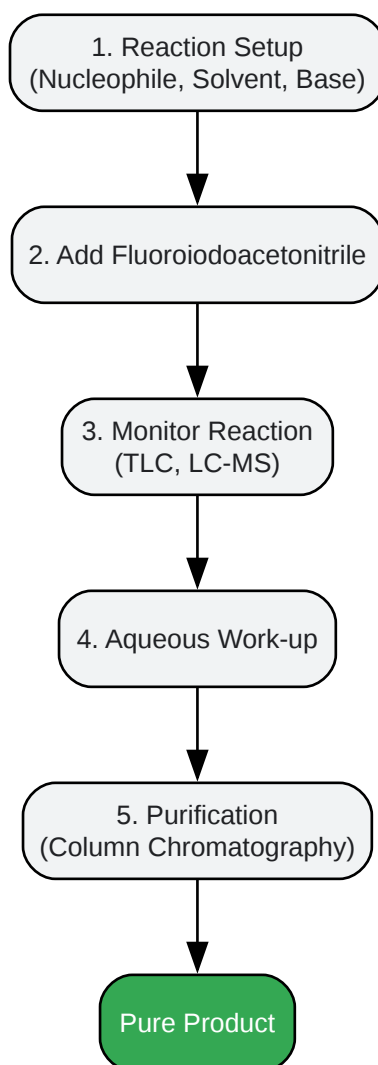 1. Reaction Setup
(Nucleophile, Solvent, Base)
2. Add Fluoroiodoacetonitrile
3. Monitor Reaction
(TLC, LC-MS)
4. Aqueous Work-up
5. Purification
(Column Chromatography)
Pure Product